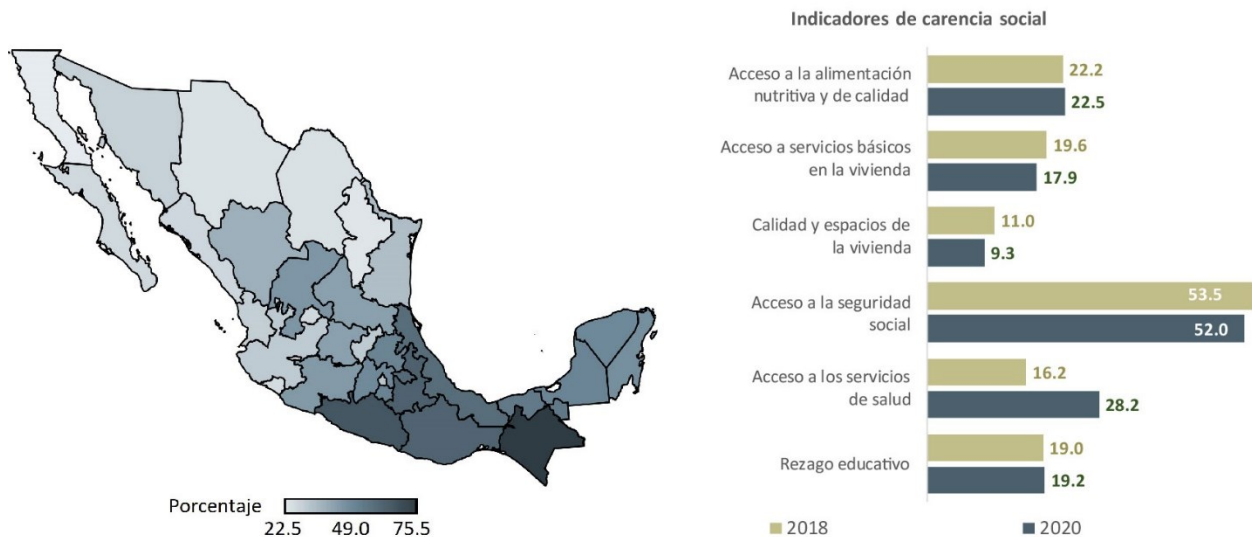 Indicadores de carencia social
Acceso a la alimentación
nutritiva y de calidad
22.2
22.5
Acceso a servicios básicos
en la vivienda
19.6
17.9
Calidad y espacios de
la vivienda
11.0
9.3
Acceso a la seguridad
social
53.5
52.0
Acceso a los servicios
de salud
16.2
28.2
Rezago educativo
19.0
19.2
2018 2020
Porcentaje
22.5 49.0 75.5